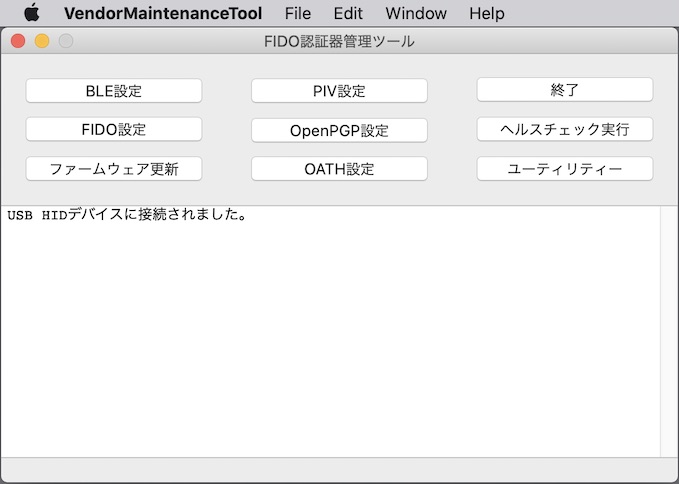 VendorMaintenanceTool File Edit Window Help
FIDO認証器管理ツール
BLE設定 PIV設定 終了
FIDO設定 OpenPGP設定 ヘルスチェック実行
ファームウェア更新 OATH設定 ユーティリティー
USB HIDデバイスに接続されました。